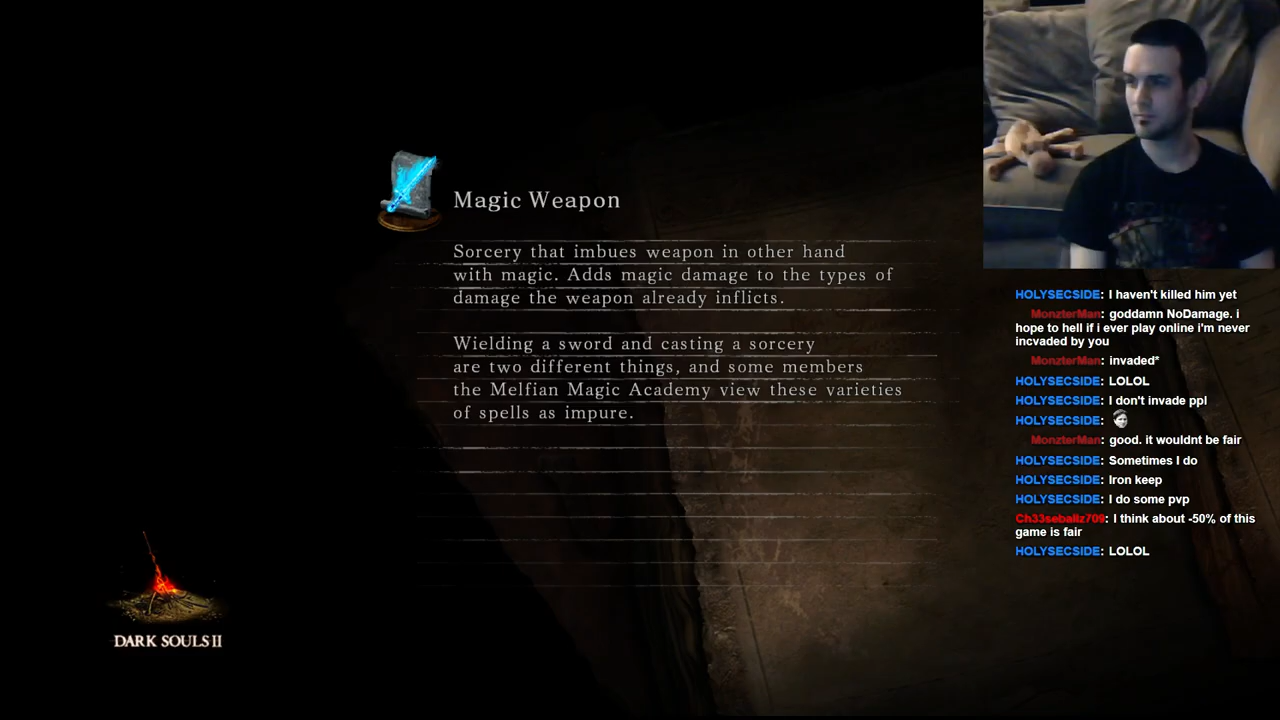 Magic Weapon
Sorcery that imbues weapon in other hand
with magic. Adds magic damage to the types of
damage the weapon already inflicts.
Wielding a sword and casting a sorcery
are two different things, and some members
the Melfian Magic Academy view these varieties
of spells as impure.
DARK SOULS II
HOLYSECSIDE: I haven't killed him yet
MonzterMan: goddamn NoDamage. i
hope to hell if i ever play online i'm never
incvaded by you
MonzterMan: invaded*
HOLYSECSIDE: LOLOL
HOLYSECSIDE: I don't invade ppl
HOLYSECSIDE:
MonzterMan: good. it wouldnt be fair
HOLYSECSIDE: Sometimes I do
HOLYSECSIDE: Iron keep
HOLYSECSIDE: I do some pvp
Ch33seballz709: I think about -50% of this
game is fair
HOLYSECSIDE: LOLOL